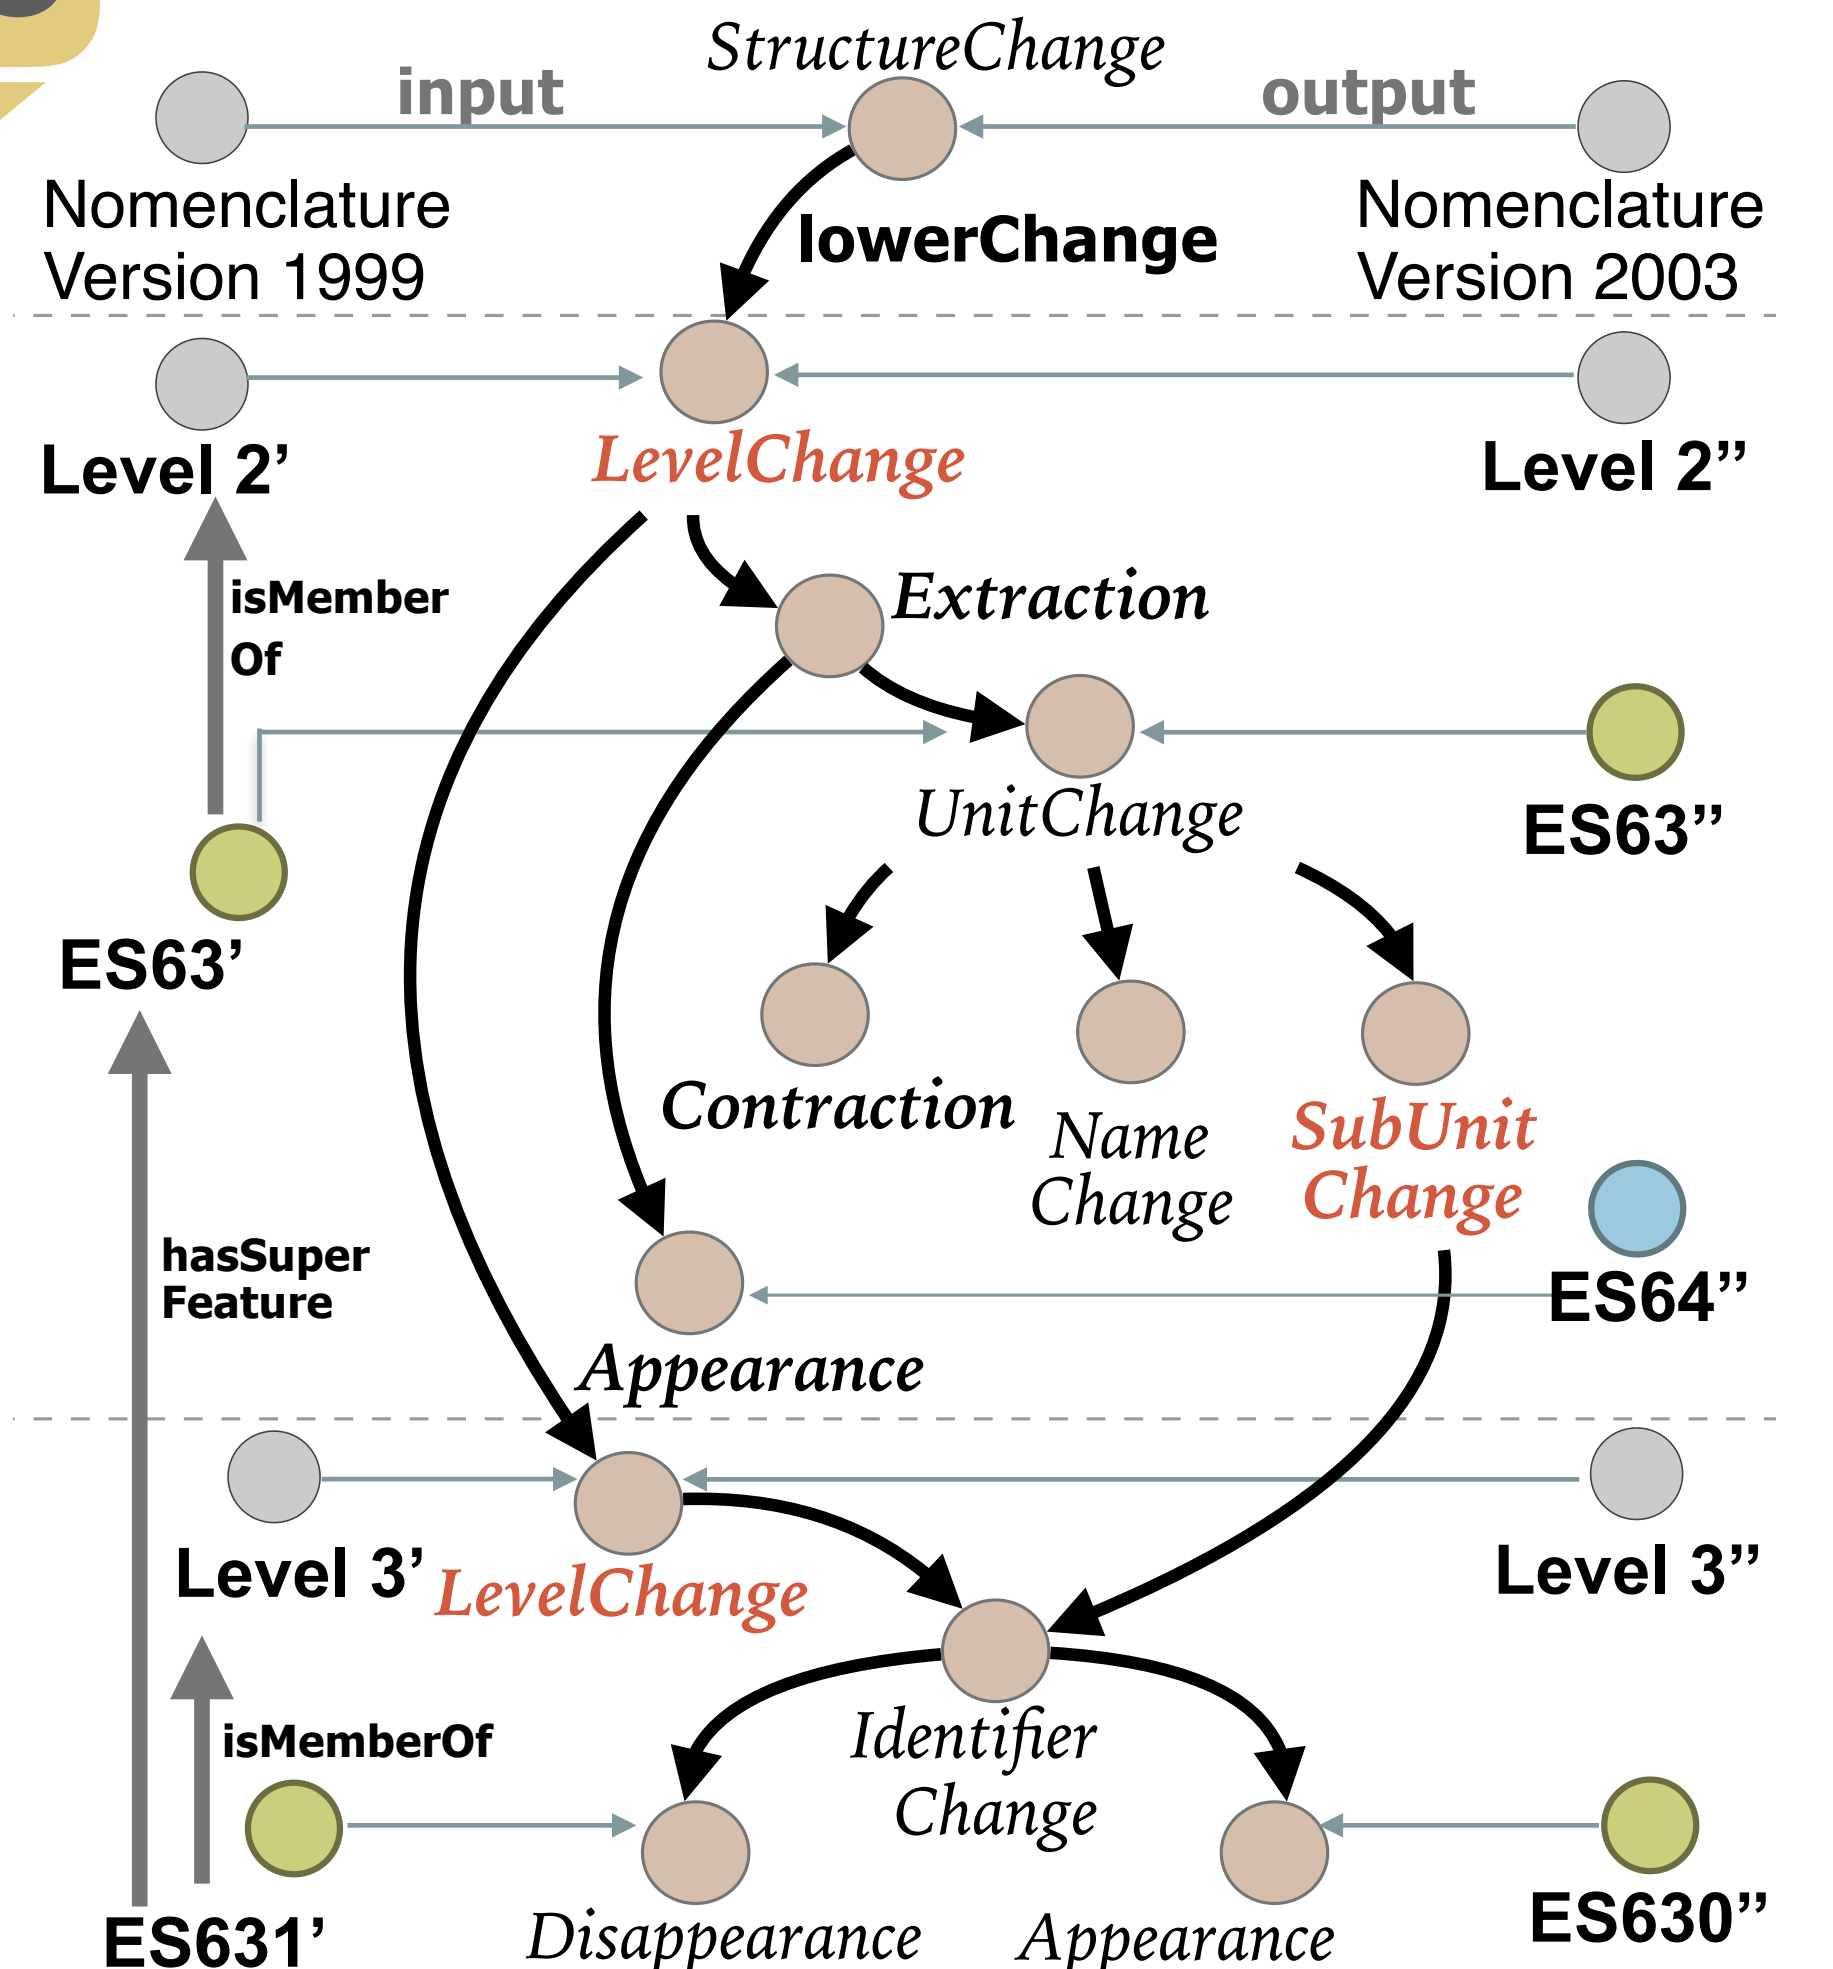 StructureChange
input
output
Nomenclature
Version 1999
Nomenclature
Version 2003
lowerChange
Level 2’
LevelChange
Level 2”
isMember
Of
Extraction
UnitChange
ES63”
ES63’
Contraction
Name
Change
SubUnit
Change
hasSuper
Feature
ES64”
Appearance
Level 3’
LevelChange
Level 3”
isMemberOf
Identifier
Change
ES631’
Disappearance
Appearance
ES630”